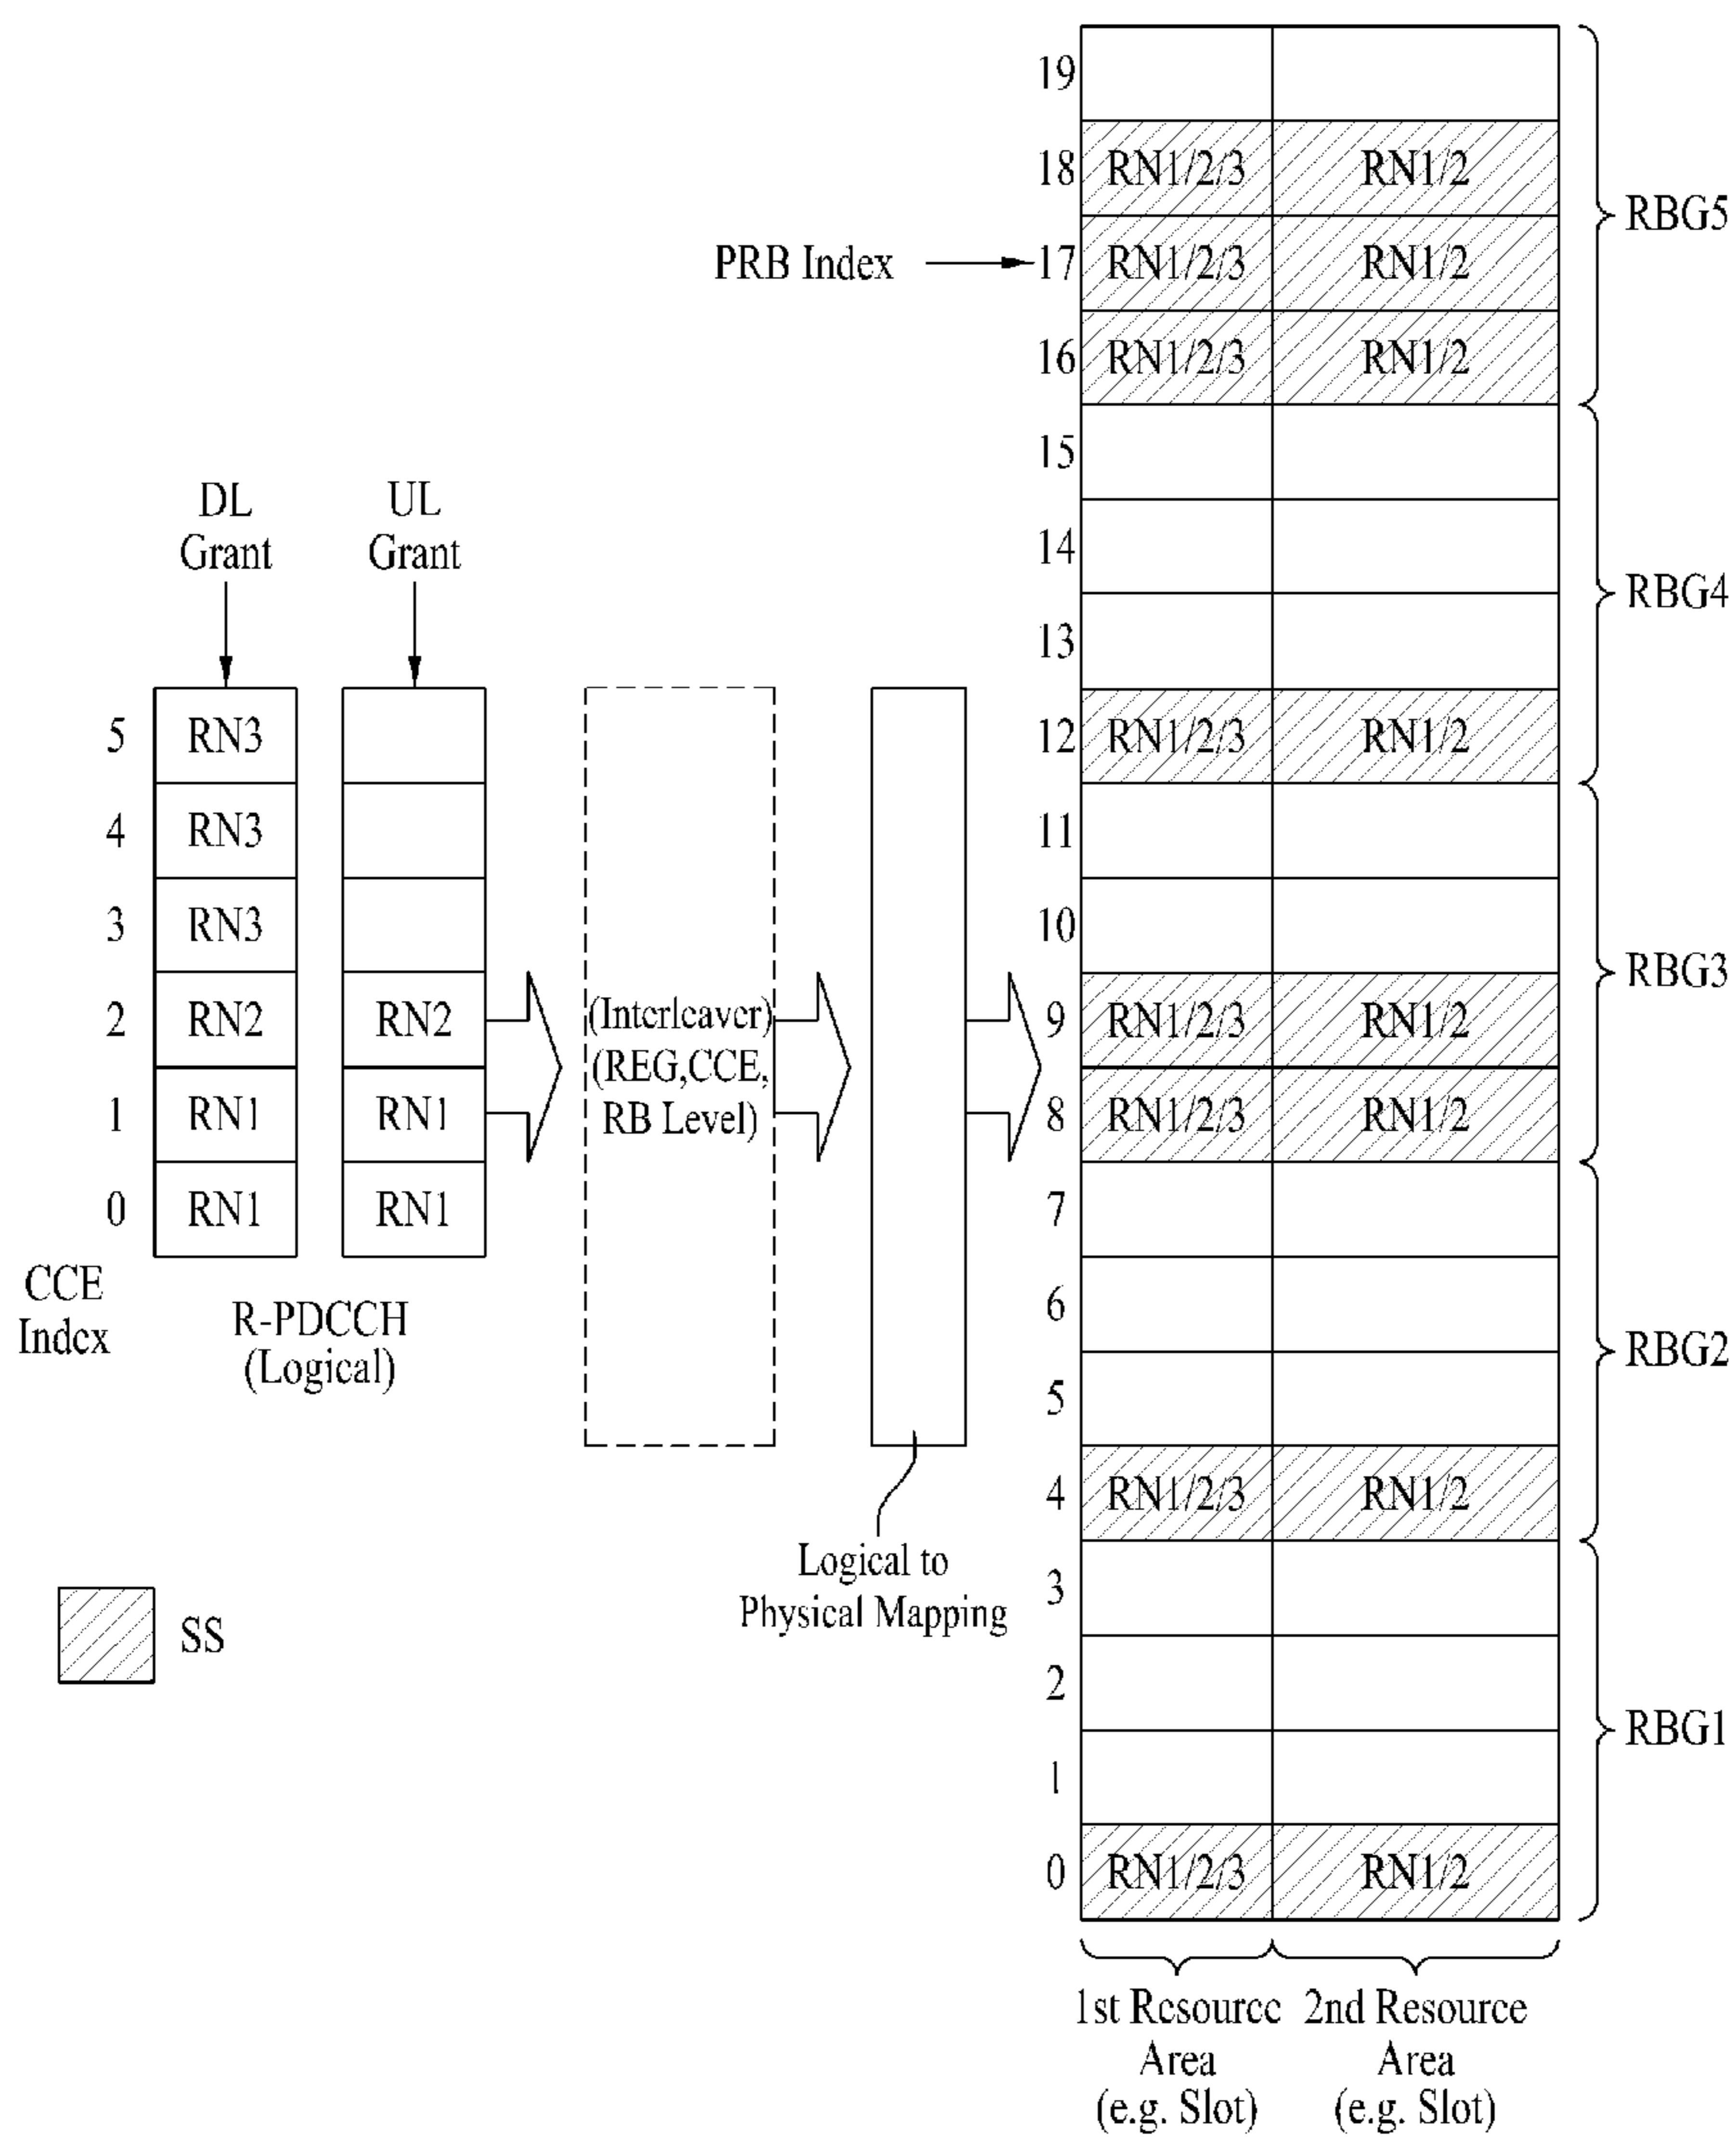 19
18 RN1/2/3 RN1/2
RBG5
PRB Index 17 RN1/2/3 RN1/2
16 RN1/2/3 RN1/2
15
DL Grant
UL Grant
14
RBG4
13
5 RN3
12 RN1/2/3 RN1/2
4 RN3
11
3 RN3
10
RBG3
2 RN2 RN2
(Interleaver)
(REG,CCE,
RB Level)
9 RN1/2/3 RN1/2
1 RN1 RN1
8 RN1/2/3 RN1/2
0 RN1 RN1
7
CCE
Index
R-PDCCH
(Logical)
6
RBG2
5
4 RN1/2/3 RN1/2
Logical to
Physical Mapping
3
SS
2
RBG1
1
0 RN1/2/3 RN1/2
1st Resource
Area
(e.g. Slot)
2nd Resource
Area
(e.g. Slot)